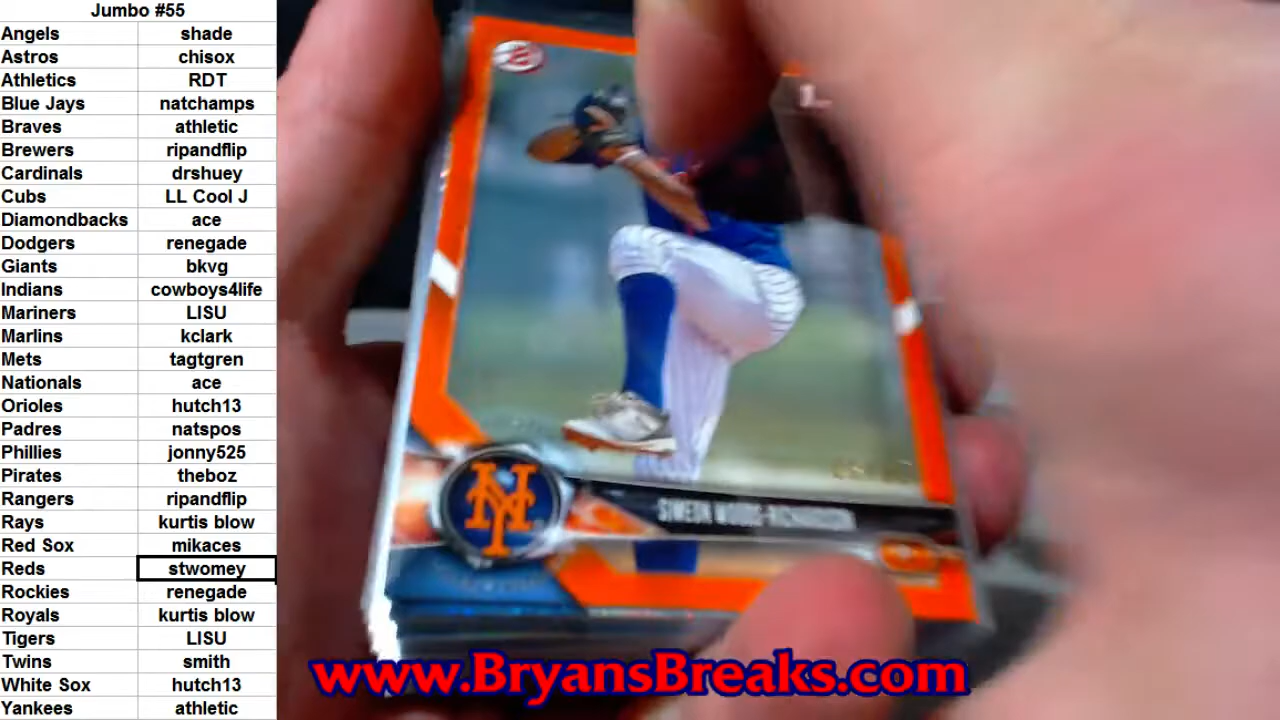 Jumbo #55
Angels shade
Astros chisox
Athletics RDT
Blue Jays natchamps
Braves athletic
Brewers ripandflip
Cardinals drshuey
Cubs LL Cool J
Diamondbacks ace
Dodgers renegade
Giants bkvg
Indians cowboys4life
Mariners LISU
Marlins kclark
Mets tagtgren
Nationals ace
Orioles hutch13
Padres natspos
Phillies jonny525
Pirates theboz
Rangers ripandflip
Rays kurtis blow
Red Sox mikaces
Reds stwomey
Rockies renegade
Royals kurtis blow
Tigers LISU
Twins smith
White Sox hutch13
Yankees athletic
NY
SIMEON WOODS-RICHARDSON
www.BryansBreaks.com